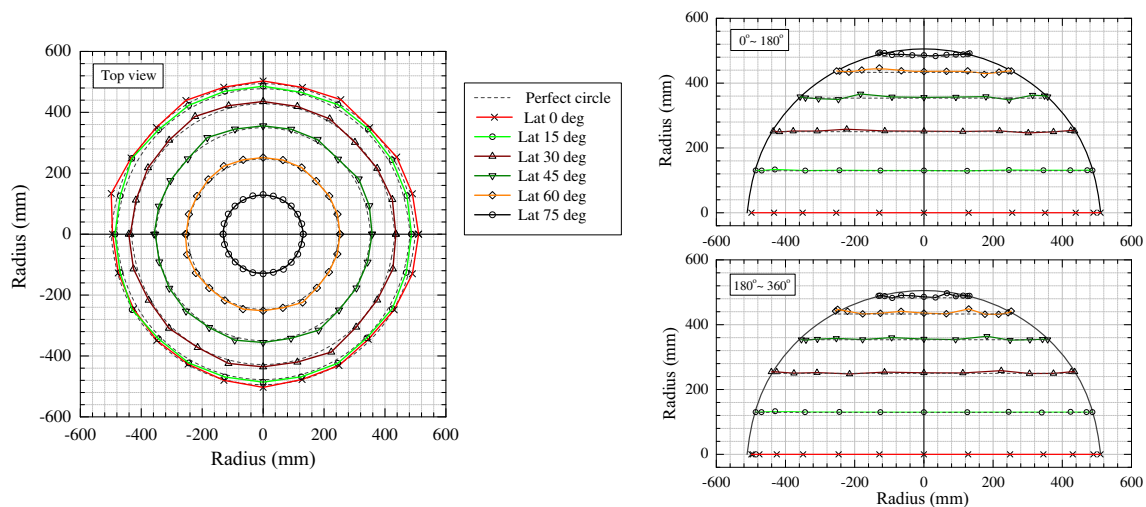 Top view
600
400
200
0
-200
-400
-600
-600 -400 -200 0 200 400 600
Radius (mm)
Radius (mm)
Perfect circle
Lat 0 deg
Lat 15 deg
Lat 30 deg
Lat 45 deg
Lat 60 deg
Lat 75 deg
0°~ 180°
600
400
200
0
-600 -400 -200 0 200 400 600
Radius (mm)
180°~ 360°
600
400
200
0
-600 -400 -200 0 200 400 600
Radius (mm)
Radius (mm)